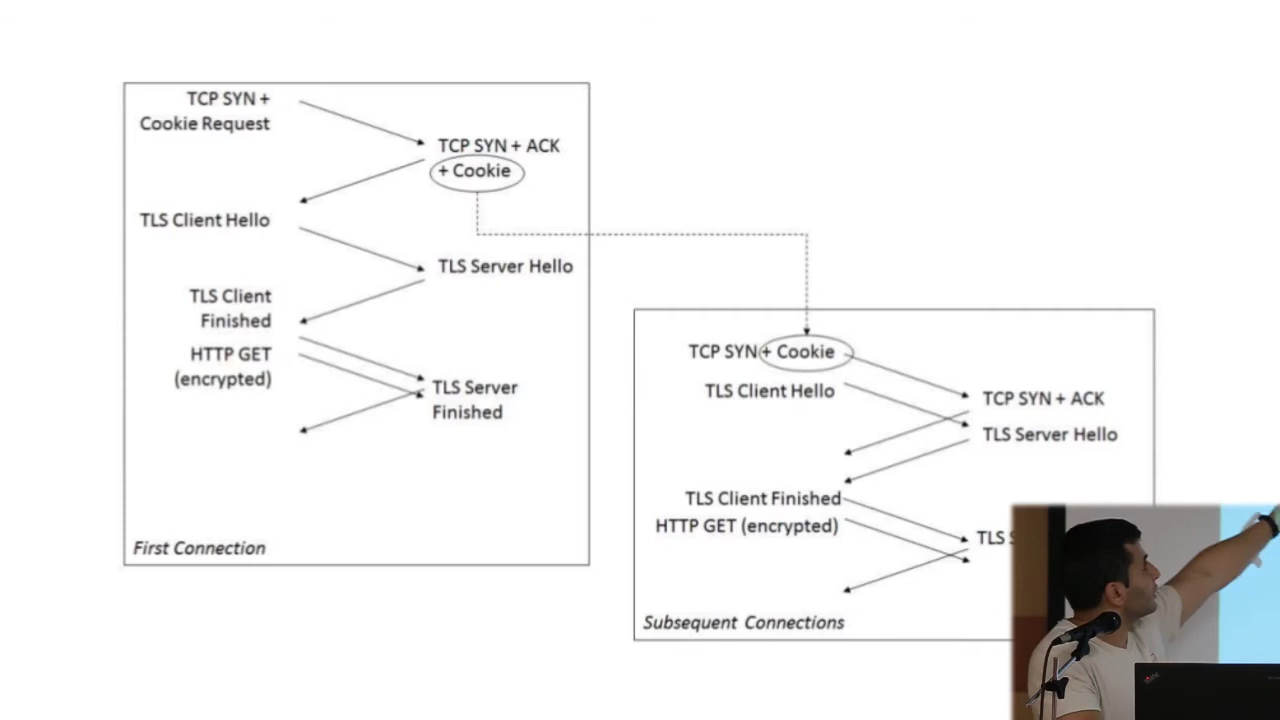 TCP SYN +
Cookie Request
TCP SYN + ACK
+ Cookie
TLS Client Hello
TLS Server Hello
TLS Client
Finished
HTTP GET
(encrypted)
TLS Server
Finished
First Connection
TCP SYN + Cookie
TLS Client Hello
TCP SYN + ACK
TLS Server Hello
TLS Client Finished
HTTP GET (encrypted)
TLS S
Subsequent Connections